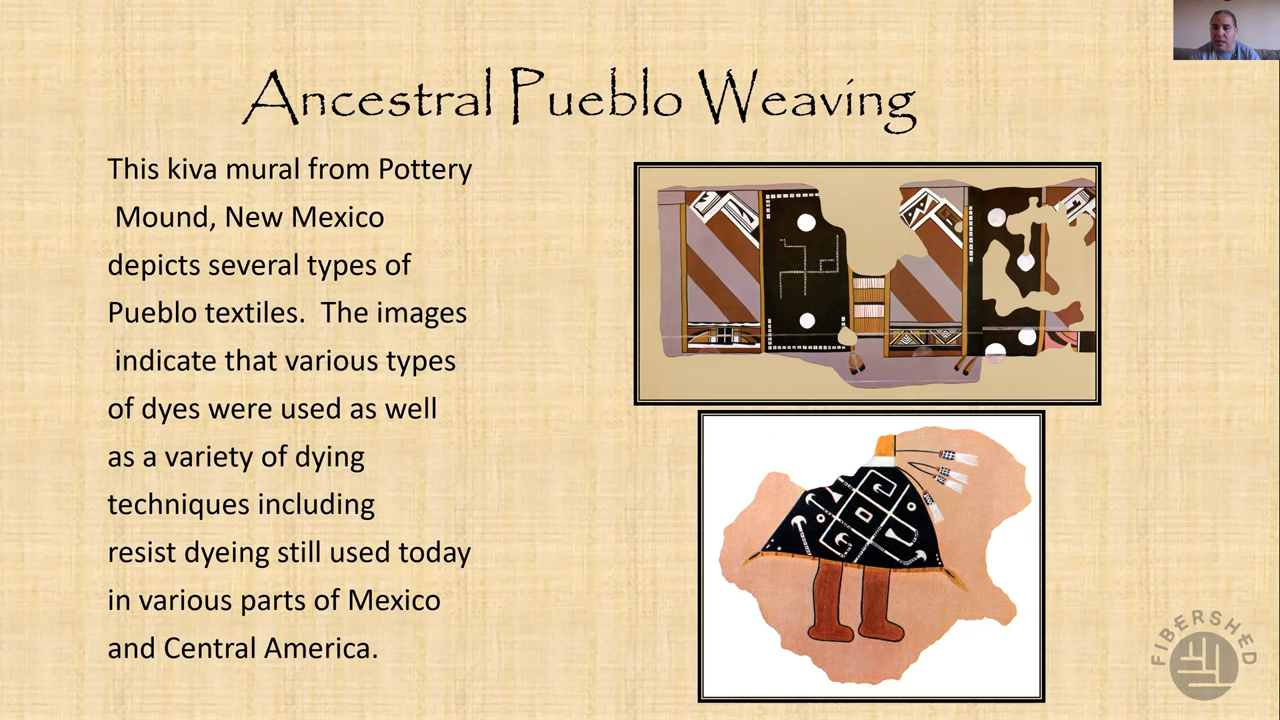 Ancestral Pueblo Weaving
This kiva mural from Pottery
Mound, New Mexico
depicts several types of
Pueblo textiles.  The images
indicate that various types
of dyes were used as well
as a variety of dying
techniques including
resist dyeing still used today
in various parts of Mexico
and Central America.
FIBERSHED